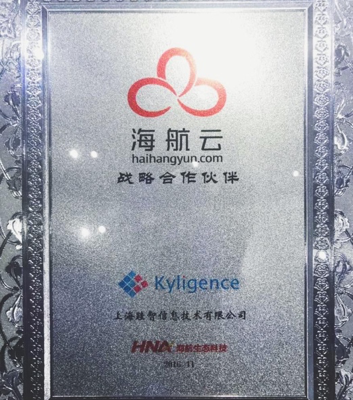 海航云
haihangyun.com
战略合作伙伴
Kyligence
上海跬智信息技术有限公司
HNA 海航生态科技
2016.11